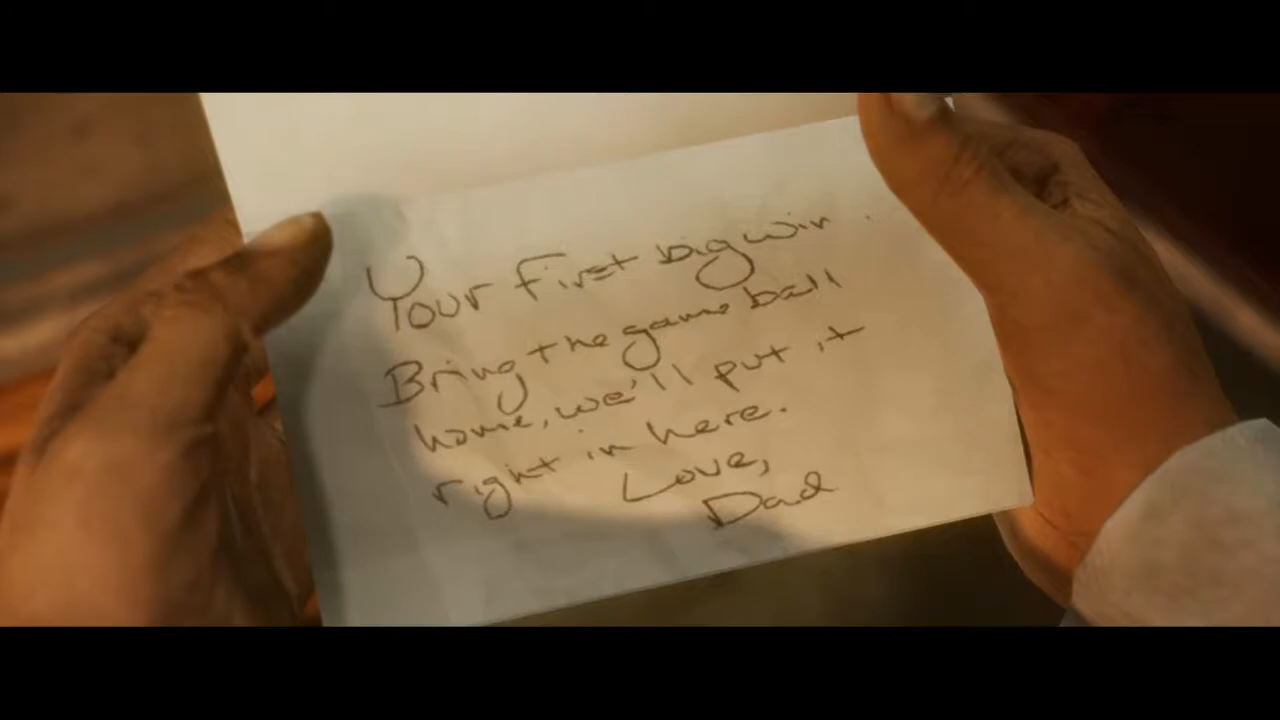 Your First big win.
Bring the game ball
home, we'll put it
right in here.
Love,
Dad